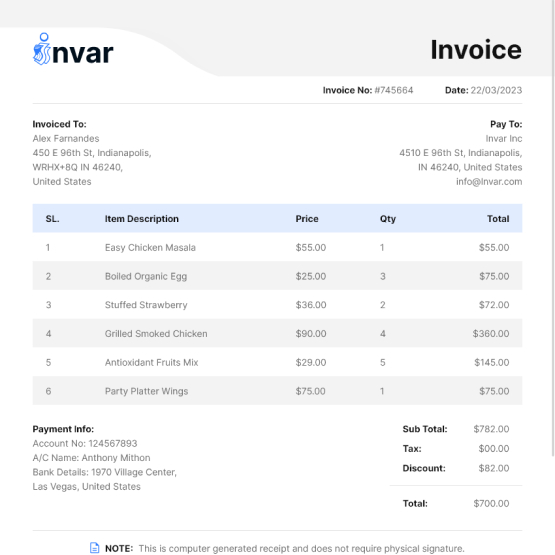 invar
Invoice
Invoice No: #745664 Date: 22/03/2023
Invoiced To:
Alex Farnandes
450 E 96th St, Indianapolis,
WRHX+8Q IN 46240,
United States
Pay To:
Invar Inc
4510 E 96th St, Indianapolis,
IN 46240, United States
info@Invar.com
SL. Item Description Price Qty Total
1 Easy Chicken Masala $55.00 1 $55.00
2 Boiled Organic Egg $25.00 3 $75.00
3 Stuffed Strawberry $36.00 2 $72.00
4 Grilled Smoked Chicken $90.00 4 $360.00
5 Antioxidant Fruits Mix $29.00 5 $145.00
6 Party Platter Wings $75.00 1 $75.00
Payment Info:
Account No: 124567893
A/C Name: Anthony Mithon
Bank Details: 1970 Village Center,
Las Vegas, United States
Sub Total: $782.00
Tax: $00.00
Discount: $82.00
Total: $700.00
NOTE: This is computer generated receipt and does not require physical signature.